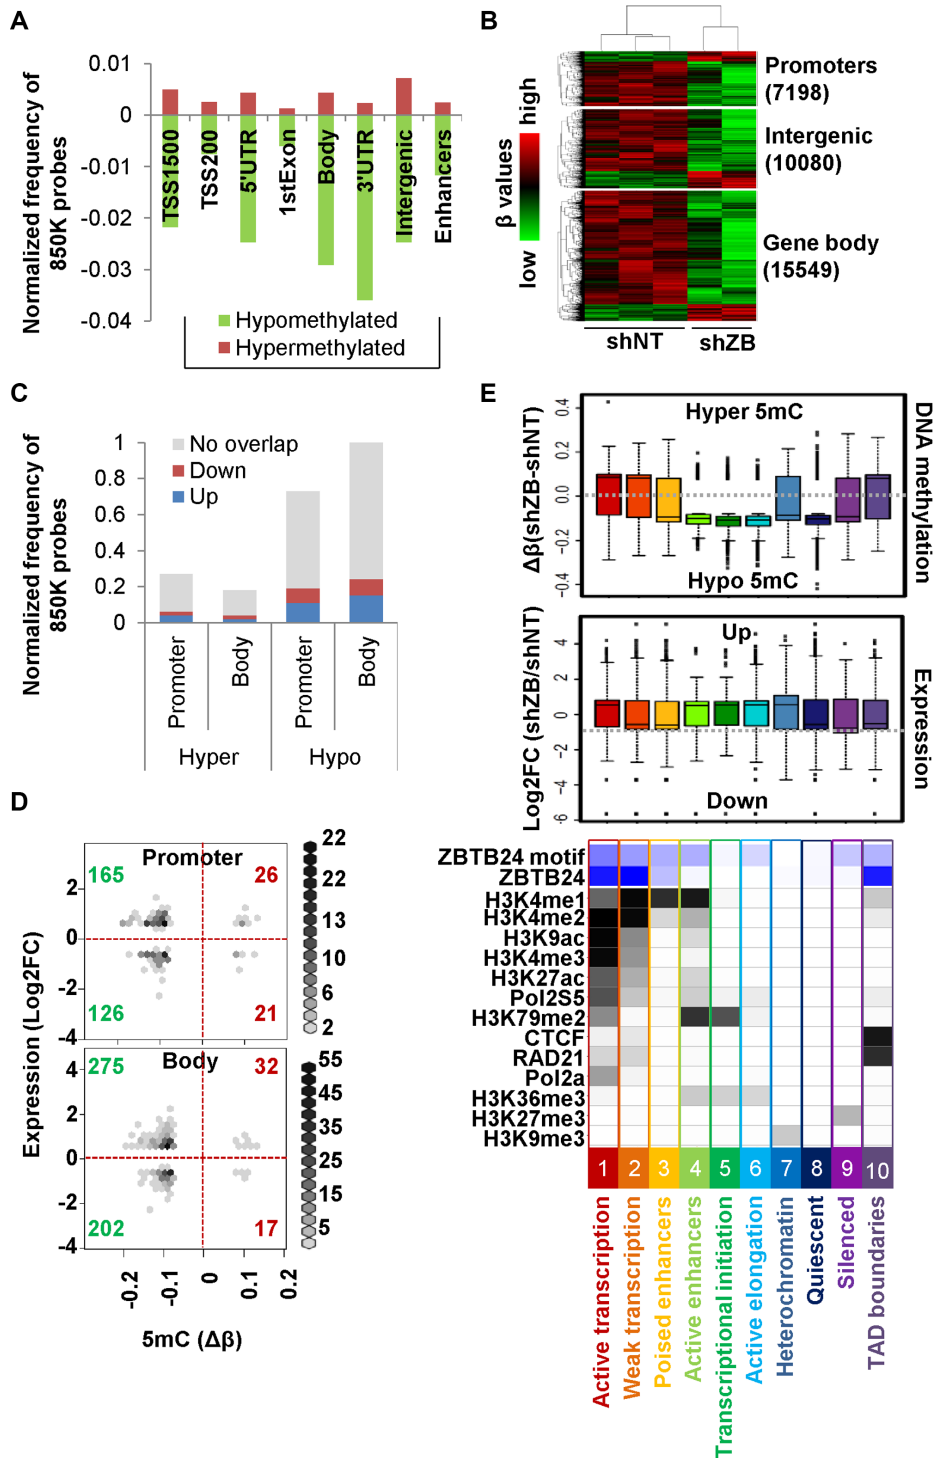 A
Normalized frequency of
850K probes
0.01
0
-0.01
-0.02
-0.03
-0.04
TSS1500
TSS200
5'UTR
1stExon
Body
3'UTR
Intergenic
Enhancers
Hypomethylated
Hypermethylated
B
high
β values
low
Promoters
(7198)
Intergenic
(10080)
Gene body
(15549)
shNT
shZB
C
Normalized frequency of
850K probes
1
0.8
0.6
0.4
0.2
0
No overlap
Down
Up
Promoter
Body
Promoter
Body
Hyper
Hypo
D
Expression (Log2FC)
Promoter
165
26
126
21
2
0
-2
-4
22
22
13
10
6
2
Body
275
32
202
17
4
2
0
-2
-4
55
45
35
25
15
5
-0.2
-0.1
0
0.1
0.2
5mC (Δβ)
E
Δβ(shZB-shNT)
0.4
0.2
0.0
-0.2
-0.4
Hyper 5mC
Hypo 5mC
DNA methylation
Log2FC (shZB/shNT)
4
2
0
-2
-4
-6
Up
Down
Expression
ZBTB24 motif
ZBTB24
H3K4me1
H3K4me2
H3K9ac
H3K4me3
H3K27ac
Pol2S5
H3K79me2
CTCF
RAD21
Pol2a
H3K36me3
H3K27me3
H3K9me3
1 2 3 4 5 6 7 8 9 10
Active transcription
Weak transcription
Poised enhancers
Active enhancers
Transcriptional initiation
Active elongation
Heterochromatin
Quiescent
Silenced
TAD boundaries